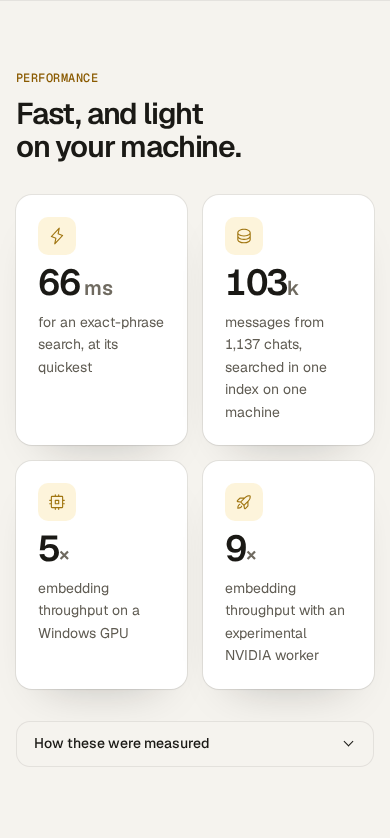 PERFORMANCE
Fast, and light
on your machine.
66 ms
for an exact-phrase
search, at its
quickest
103k
messages from
1,137 chats,
searched in one
index on one
machine
5×
embedding
throughput on a
Windows GPU
9×
embedding
throughput with an
experimental
NVIDIA worker
How these were measured